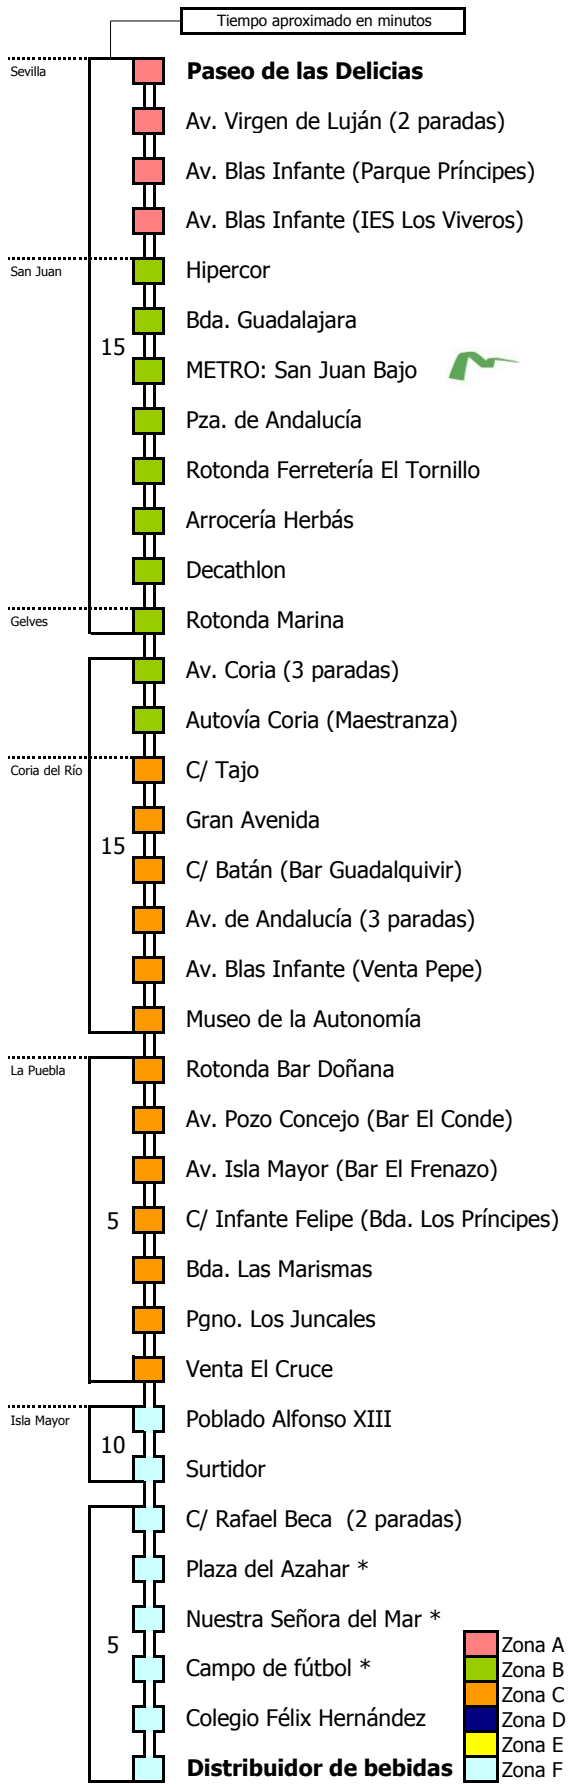 Tiempo aproximado en minutos
Sevilla
Paseo de las Delicias
Av. Virgen de Luján (2 paradas)
Av. Blas Infante (Parque Príncipes)
Av. Blas Infante (IES Los Viveros)
San Juan
Hipercor
Bda. Guadalajara
15
METRO: San Juan Bajo
Pza. de Andalucía
Rotonda Ferretería El Tornillo
Arrocería Herbás
Decathlon
Gelves
Rotonda Marina
Av. Coria (3 paradas)
Autovía Coria (Maestranza)
Coria del Río
C/ Tajo
Gran Avenida
15
C/ Batán (Bar Guadalquivir)
Av. de Andalucía (3 paradas)
Av. Blas Infante (Venta Pepe)
Museo de la Autonomía
La Puebla
Rotonda Bar Doñana
Av. Pozo Concejo (Bar El Conde)
Av. Isla Mayor (Bar El Frenazo)
5
C/ Infante Felipe (Bda. Los Príncipes)
Bda. Las Marismas
Pgno. Los Juncales
Venta El Cruce
Isla Mayor
Poblado Alfonso XIII
10
Surtidor
C/ Rafael Beca (2 paradas)
Plaza del Azahar *
Nuestra Señora del Mar *
5
Campo de fútbol *
Colegio Félix Hernández
Distribuidor de bebidas
Zona A
Zona B
Zona C
Zona D
Zona E
Zona F